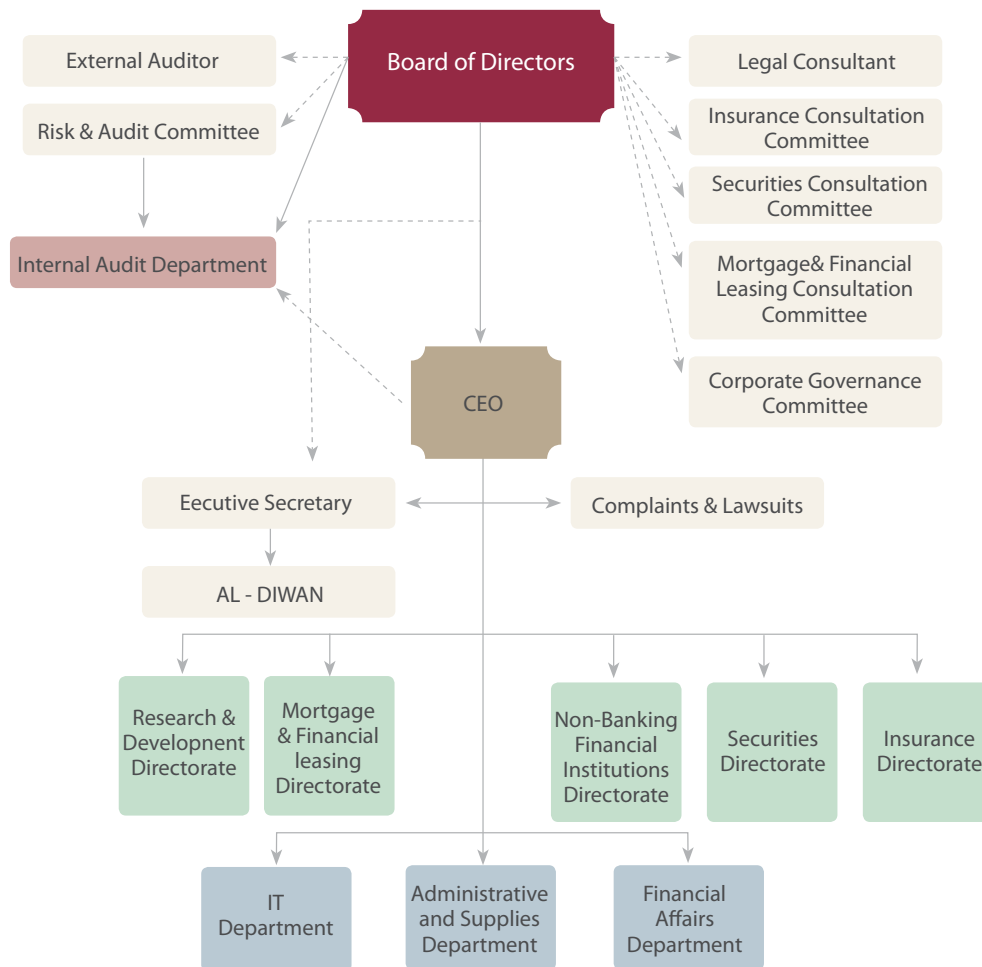 External Auditor
Board of Directors
Legal Consultant
Risk & Audit Committee
Insurance Consultation
Committee
Securities Consultation
Committee
Internal Audit Department
Mortgage& Financial
Leasing Consultation
Committee
CEO
Corporate Governance
Committee
Eecutive Secretary
Complaints & Lawsuits
AL - DIWAN
Research &
Developnent
Directorate
Mortgage
& Financial
leasing
Directorate
Non-Banking
Financial
Institutions
Directorate
Securities
Directorate
Insurance
Directorate
IT
Department
Administrative
and Supplies
Department
Financial
Affairs
Department